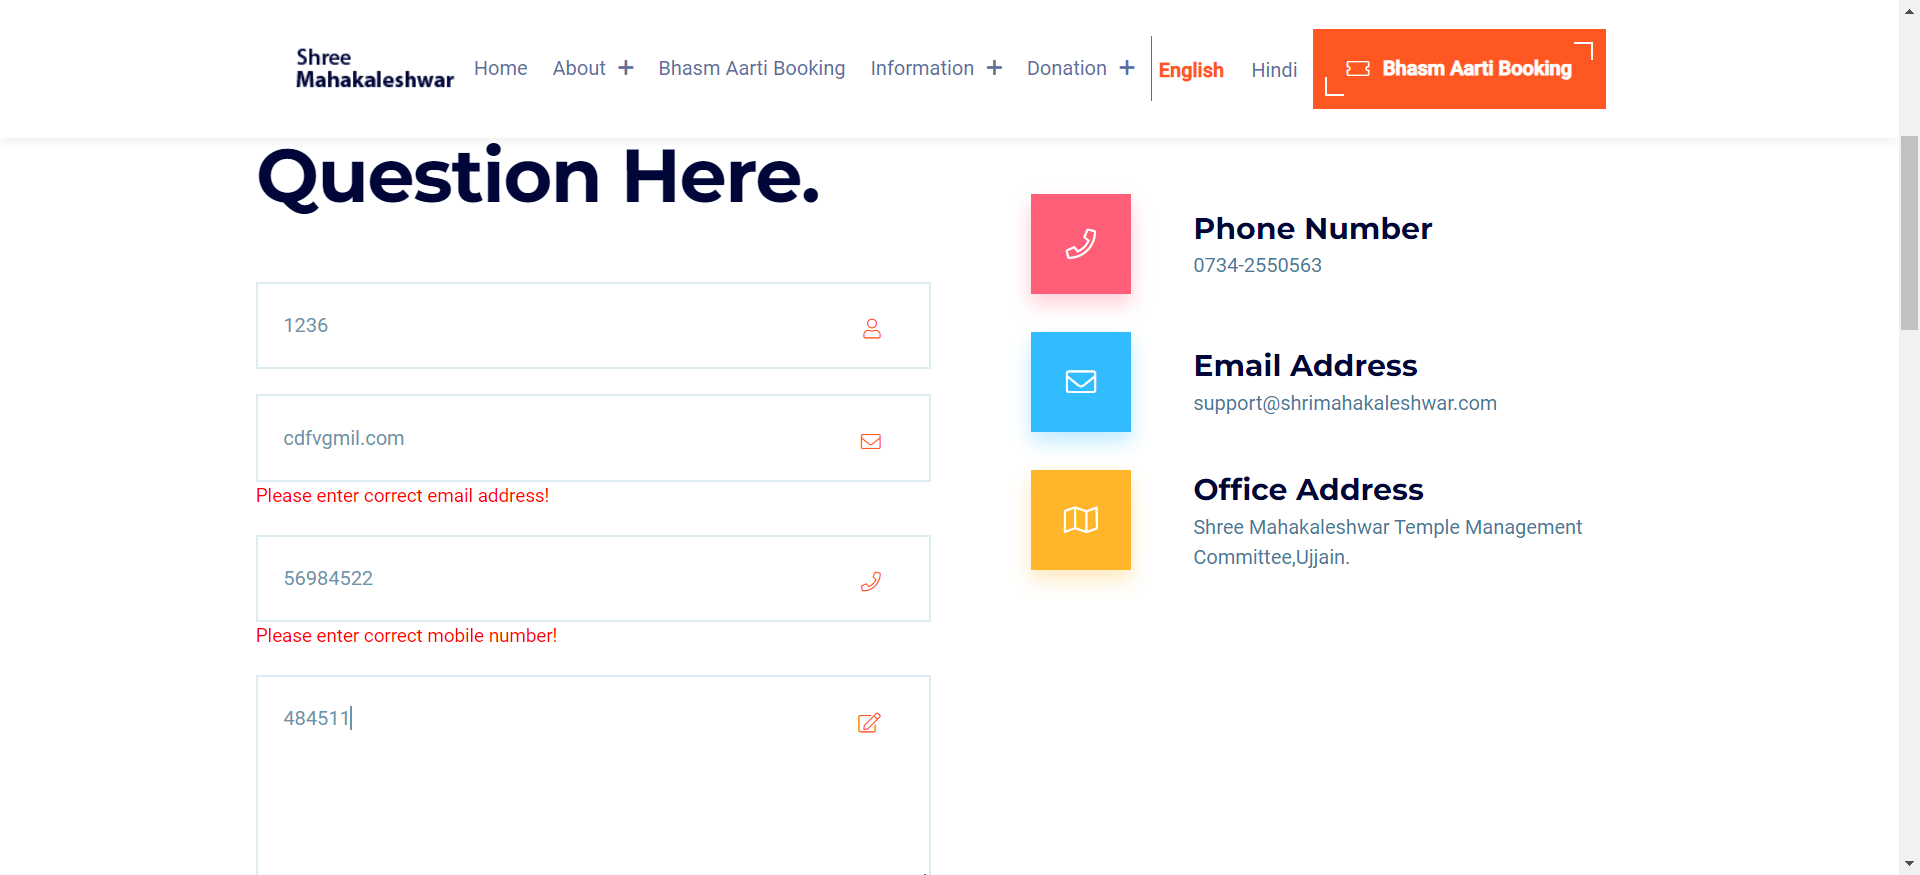 Shree
Mahakaleshwar
Home About + Bhasm Aarti Booking Information + Donation + English Hindi Bhasm Aarti Booking
Question Here.
1236
cdfvgmil.com
Please enter correct email address!
56984522
Please enter correct mobile number!
484511
Phone Number
0734-2550563
Email Address
support@shrimahakaleshwar.com
Office Address
Shree Mahakaleshwar Temple Management
Committee,Ujjain.